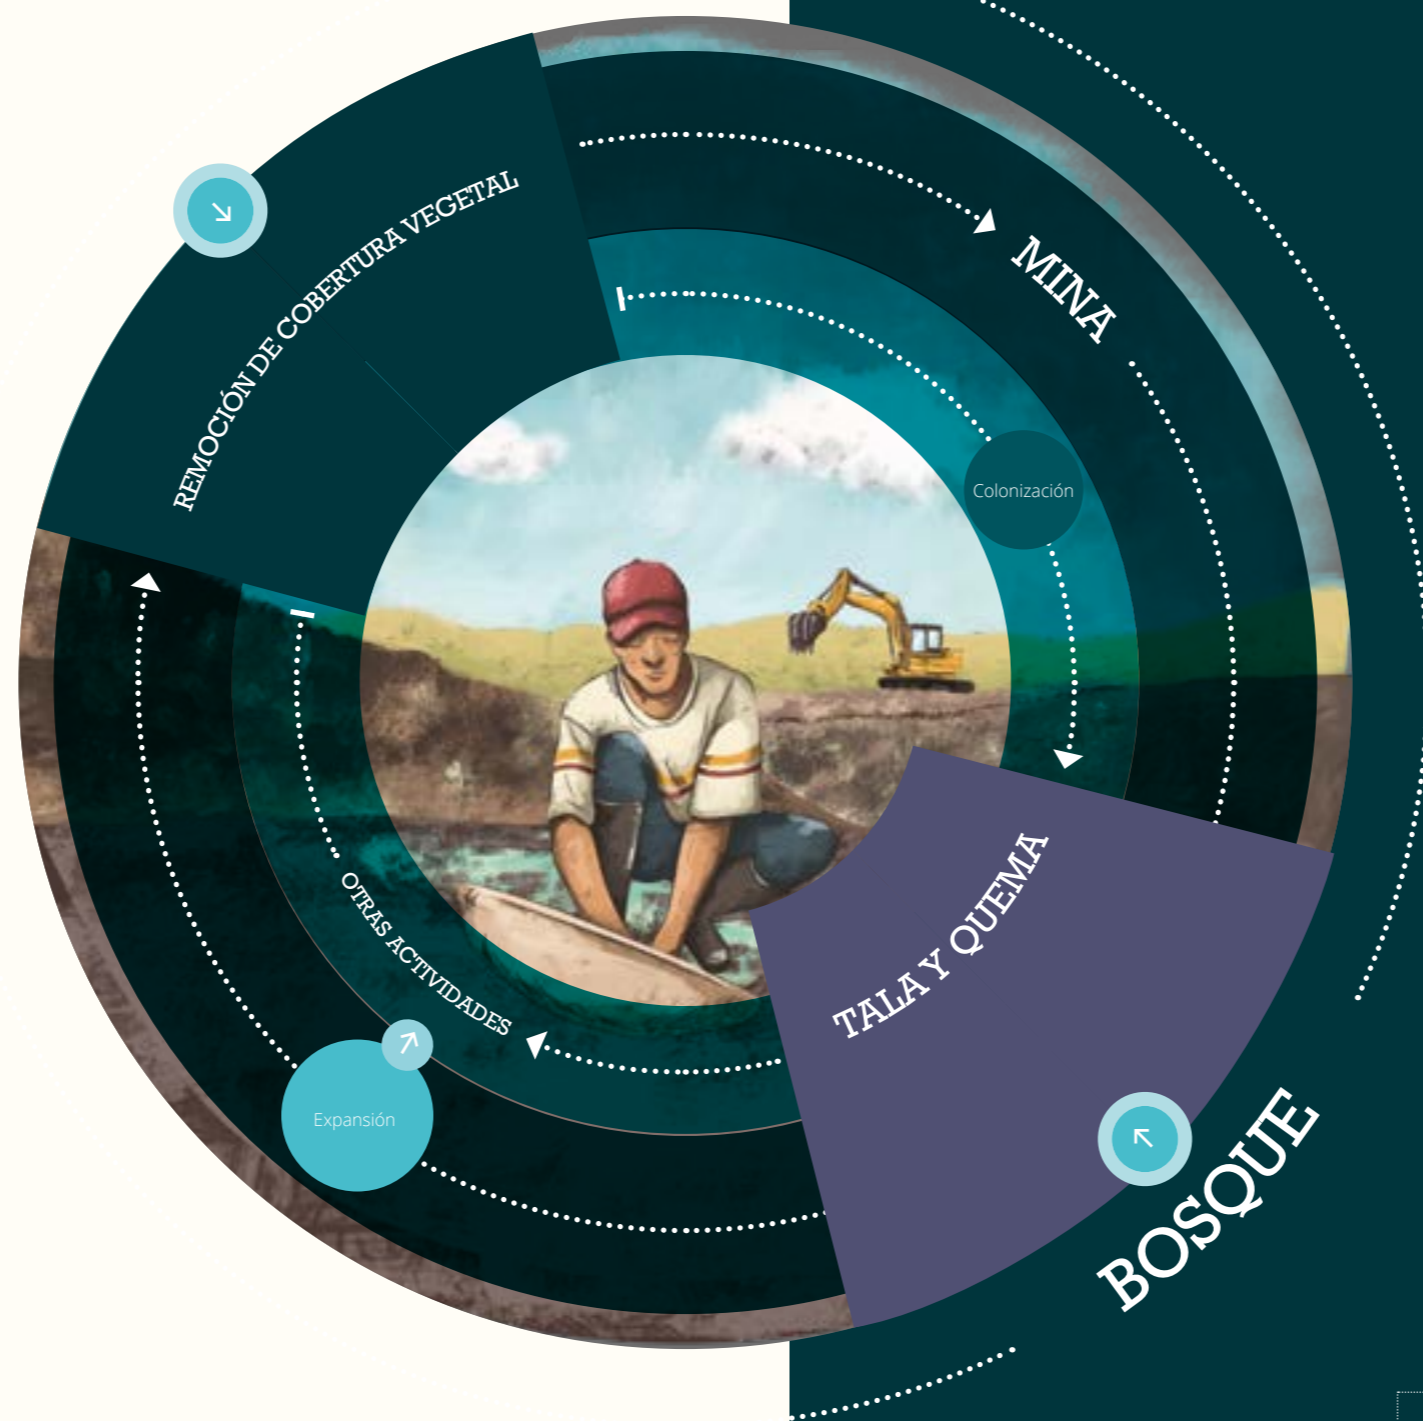 REMOCIÓN DE COBERTURA VEGETAL
MINA
Colonización
TALA Y QUEMA
OTRAS ACTIVIDADES
Expansión
BOSQUE